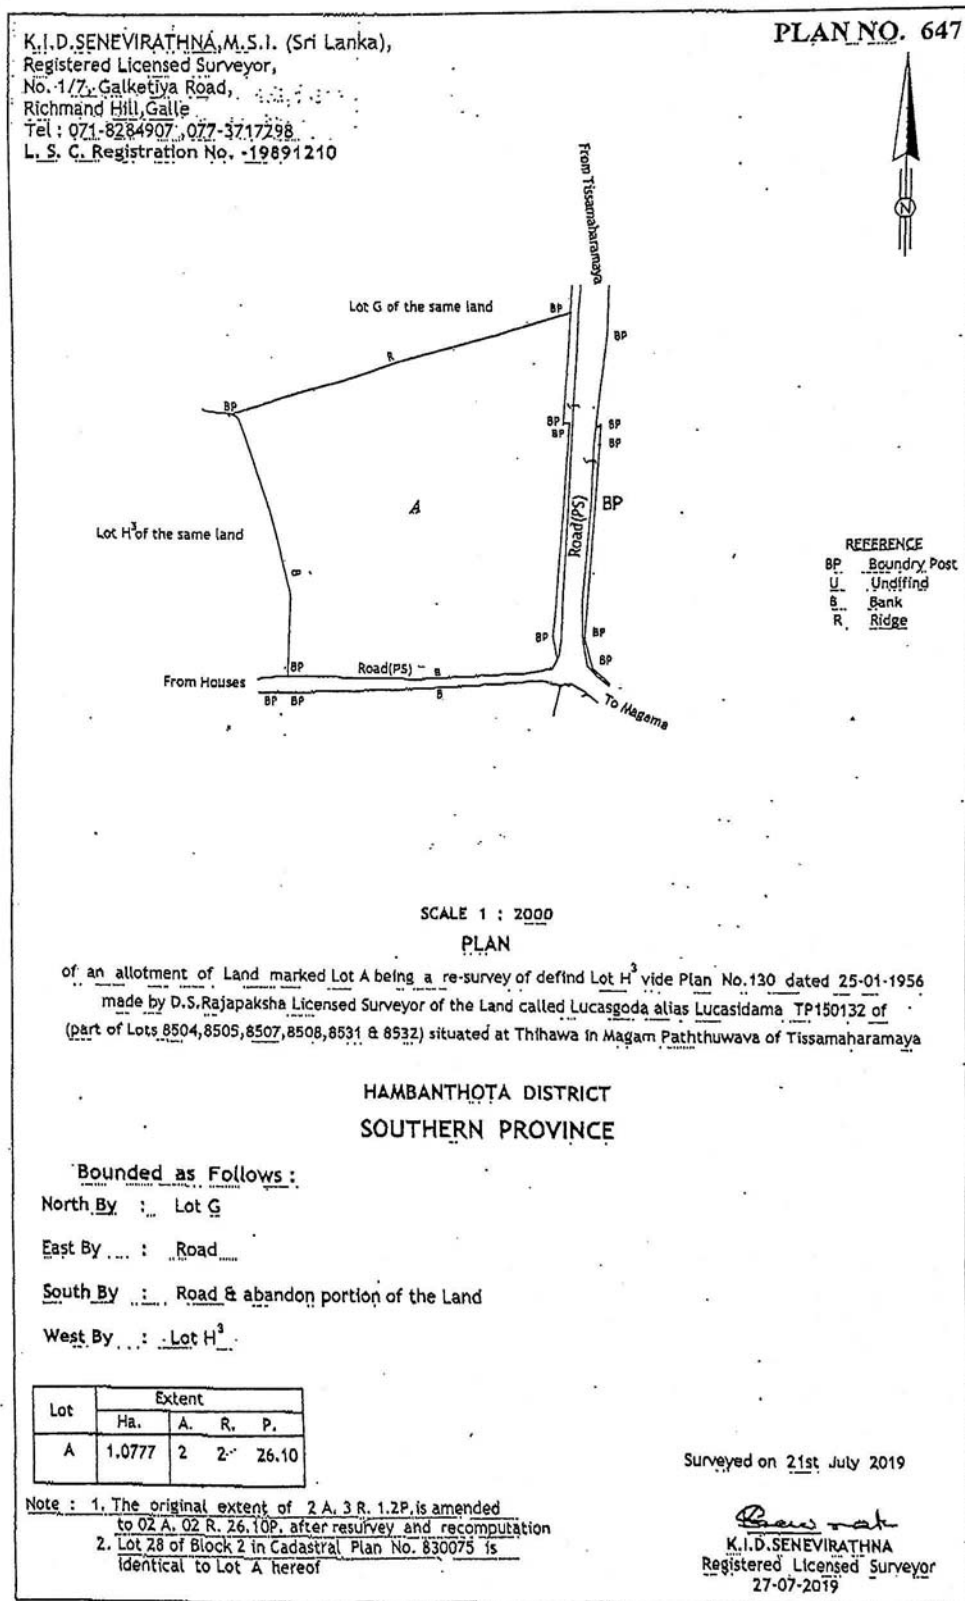 PLAN NO. 647
K.I.D.SENEVIRATHNA,M.S.I. (Sri Lanka),
Registered Licensed Surveyor,
No. 1/7, Galketiya Road,
Richmand Hill,Galle
Tel : 071-8284907 ,077-3717298
L. S. C. Registration No. -19891210
From Tissamaharamaya
N
Lot G of the same land
BP
BP
R
BP
BP
BP
BP
BP
A
Road(PS)
BP
Lot H³of the same land
B
REFERENCE
BP Boundry Post
U Undifind
B Bank
R Ridge
BP
BP
BP
BP
Road(PS)
B
From Houses
BP
BP
B
To Magama
SCALE 1 : 2000
PLAN
of an allotment of Land marked Lot A being a re-survey of defind Lot H³ vide Plan No.130 dated 25-01-1956
made by D.S.Rajapaksha Licensed Surveyor of the Land called Lucasgoda alias Lucasidama TP150132 of
(part of Lots 8504,8505,8507,8508,8531 & 8532) situated at Thihawa in Magam Paththuwava of Tissamaharamaya
HAMBANTHOTA DISTRICT
SOUTHERN PROVINCE
Bounded as Follows :
North By : Lot G
East By : Road
South By : Road & abandon portion of the Land
West By : Lot H³
Lot Extent
Ha. A. R. P.
A 1.0777 2 2 26.10
Surveyed on 21st July 2019
Note : 1. The original extent of 2 A. 3 R. 1.2P.is amended
to 02 A. 02 R. 26.10P. after resurvey and recomputation
2. Lot 28 of Block 2 in Cadastral Plan No. 830075 is
identical to Lot A hereof
K.I.D.SENEVIRATHNA
Registered Licensed Surveyor
27-07-2019